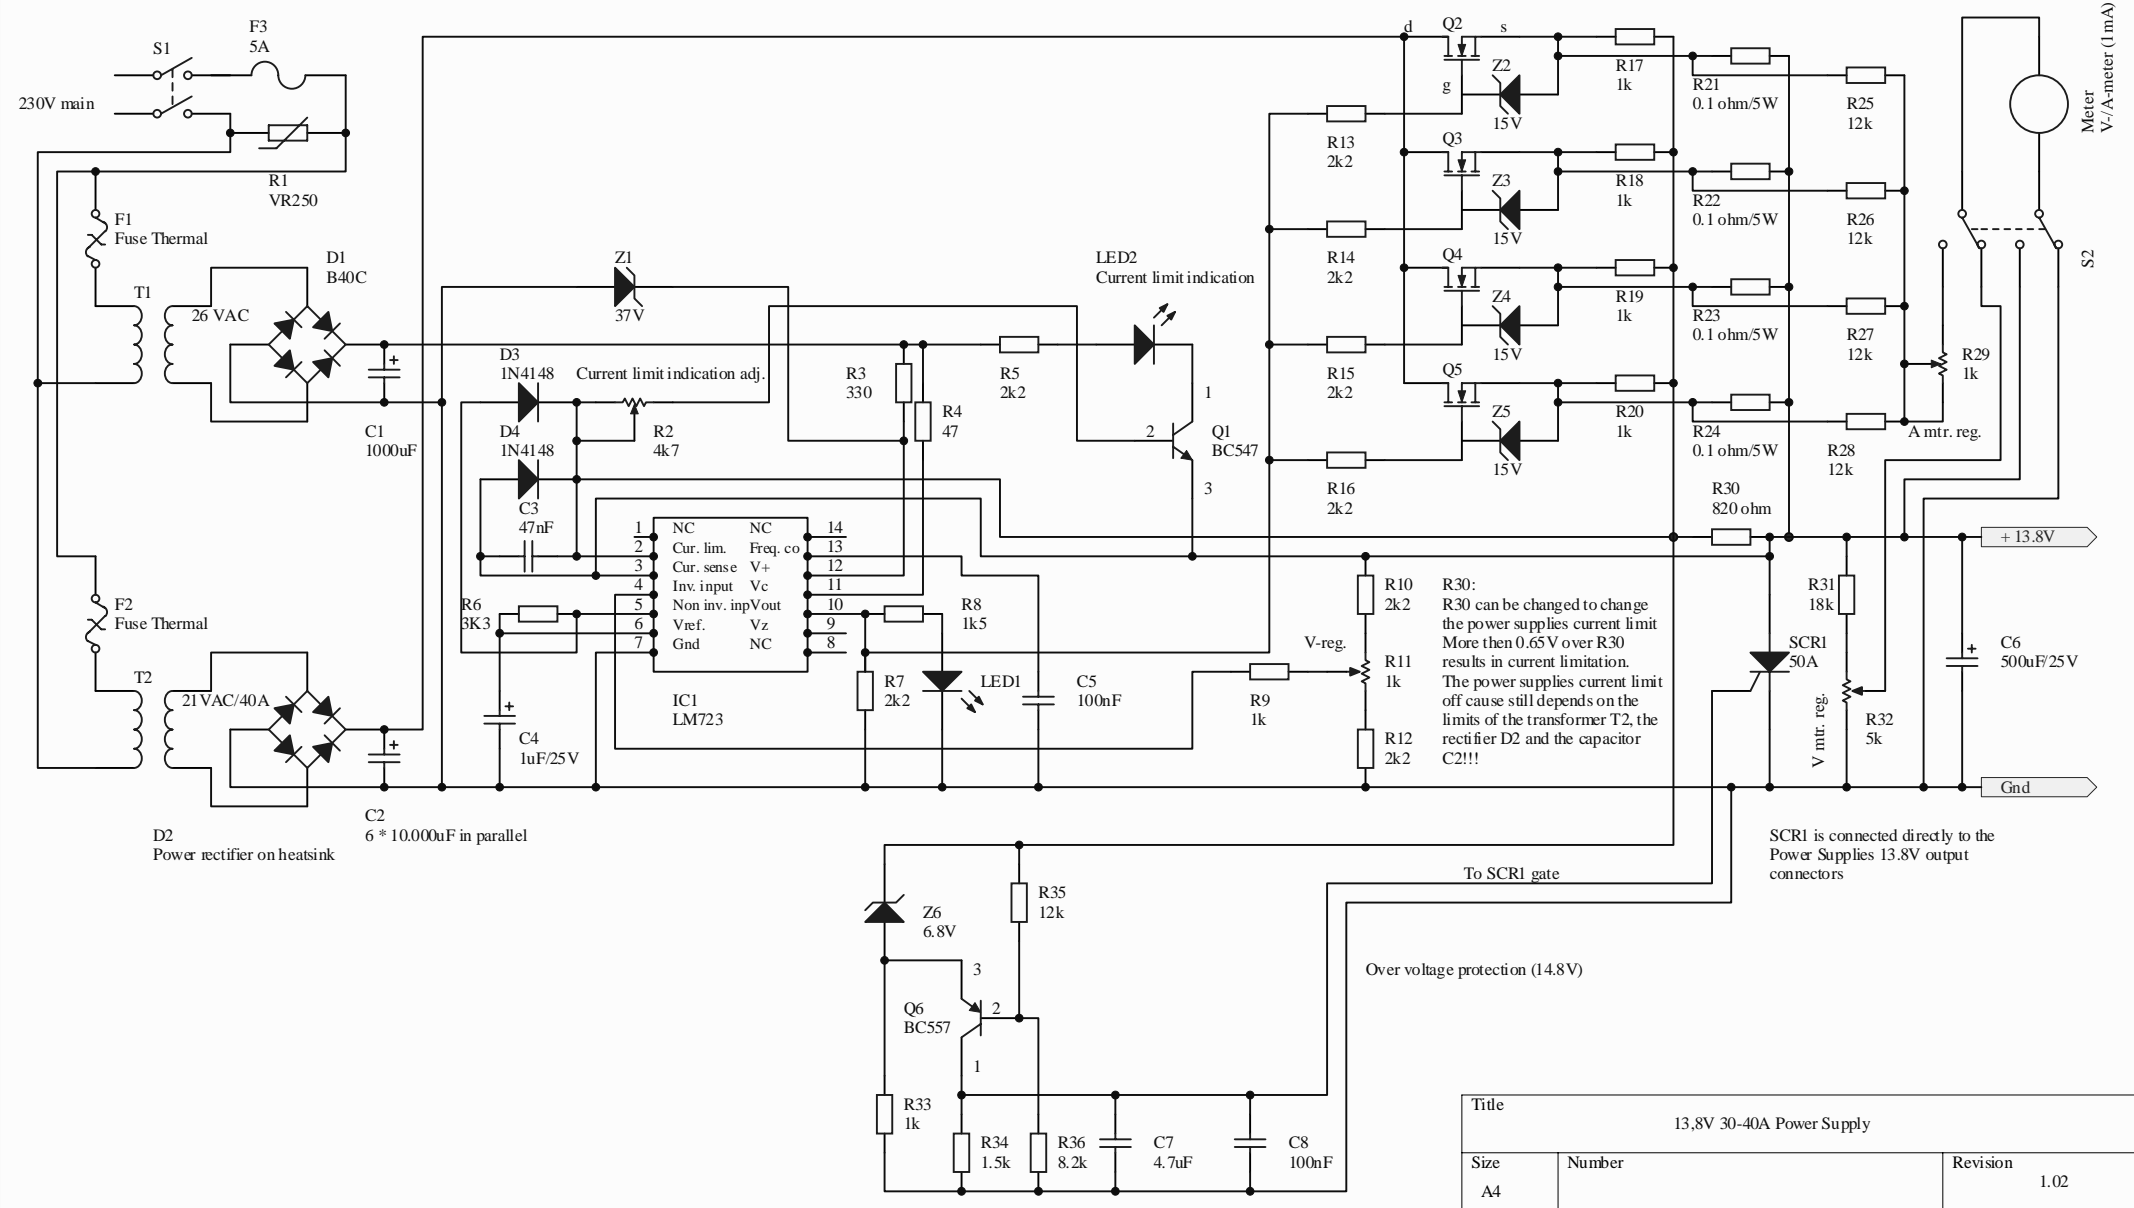 F3
5A
S1
230V main
R1
VR250
F1
Fuse Thermal
T1
26 VAC
D1
B40C
C1
1000uF
F2
Fuse Thermal
T2
21VAC/40A
D2
Power rectifier on heatsink
C2
6 * 10.000uF in parallel
Z1
37V
D3
1N4148
Current limit indication adj.
D4
1N4148
R2
4k7
C3
47nF
R3
330
R4
47
R5
2k2
LED2
Current limit indication
1
2
3
Q1
BC547
1 NC NC 14
2 Cur. lim. Freq. co 13
3 Cur. sense V+ 12
4 Inv. input Vc 11
5 Non inv. inp Vout 10
6 Vref. Vz 9
7 Gnd NC 8
IC1
LM723
R6
3K3
C4
1uF/25V
R7
2k2
R8
1k5
LED1
C5
100nF
R9
1k
V-reg.
R10
2k2
R11
1k
R12
2k2
R13
2k2
R14
2k2
R15
2k2
R16
2k2
d
Q2
s
g
Z2
15V
Q3
Z3
15V
Q4
Z4
15V
Q5
Z5
15V
R17
1k
R18
1k
R19
1k
R20
1k
R21
0.1 ohm/5W
R22
0.1 ohm/5W
R23
0.1 ohm/5W
R24
0.1 ohm/5W
R25
12k
R26
12k
R27
12k
R28
12k
Meter
V-/A-meter (1mA)
S2
R29
1k
A mtr. reg.
R30
820 ohm
R30:
R30 can be changed to change
the power supplies current limit
More then 0.65V over R30
results in current limitation.
The power supplies current limit
off cause still depends on the
limits of the transformer T2, the
rectifier D2 and the capacitor
C2!!!
SCR1
50A
R31
18k
R32
5k
V mtr. reg.
C6
500uF/25V
+ 13.8V
Gnd
SCR1 is connected directly to the
Power Supplies 13.8V output
connectors
To SCR1 gate
Over voltage protection (14.8V)
Z6
6.8V
R35
12k
3
2
1
Q6
BC557
R33
1k
R34
1.5k
R36
8.2k
C7
4.7uF
C8
100nF
Title
13,8V 30-40A Power Supply
Size
A4
Number
Revision
1.02